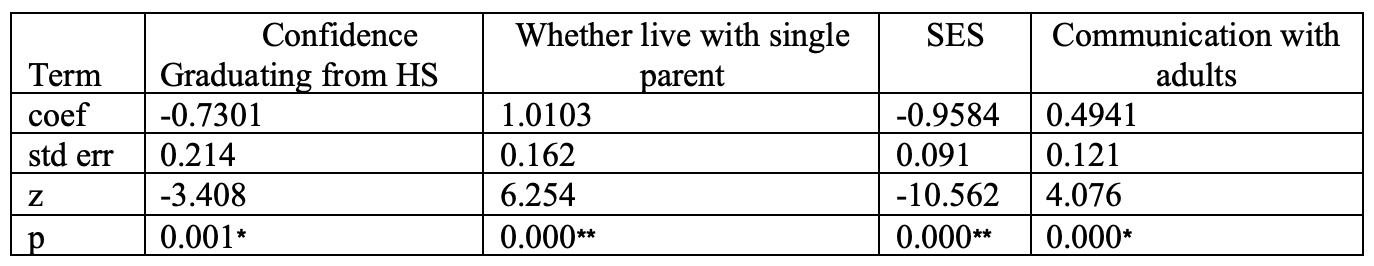 Term Confidence Graduating from HS Whether live with single parent SES Communication with adults
coef -0.7301 1.0103 -0.9584 0.4941
std err 0.214 0.162 0.091 0.121
z -3.408 6.254 -10.562 4.076
p 0.001* 0.000** 0.000** 0.000*